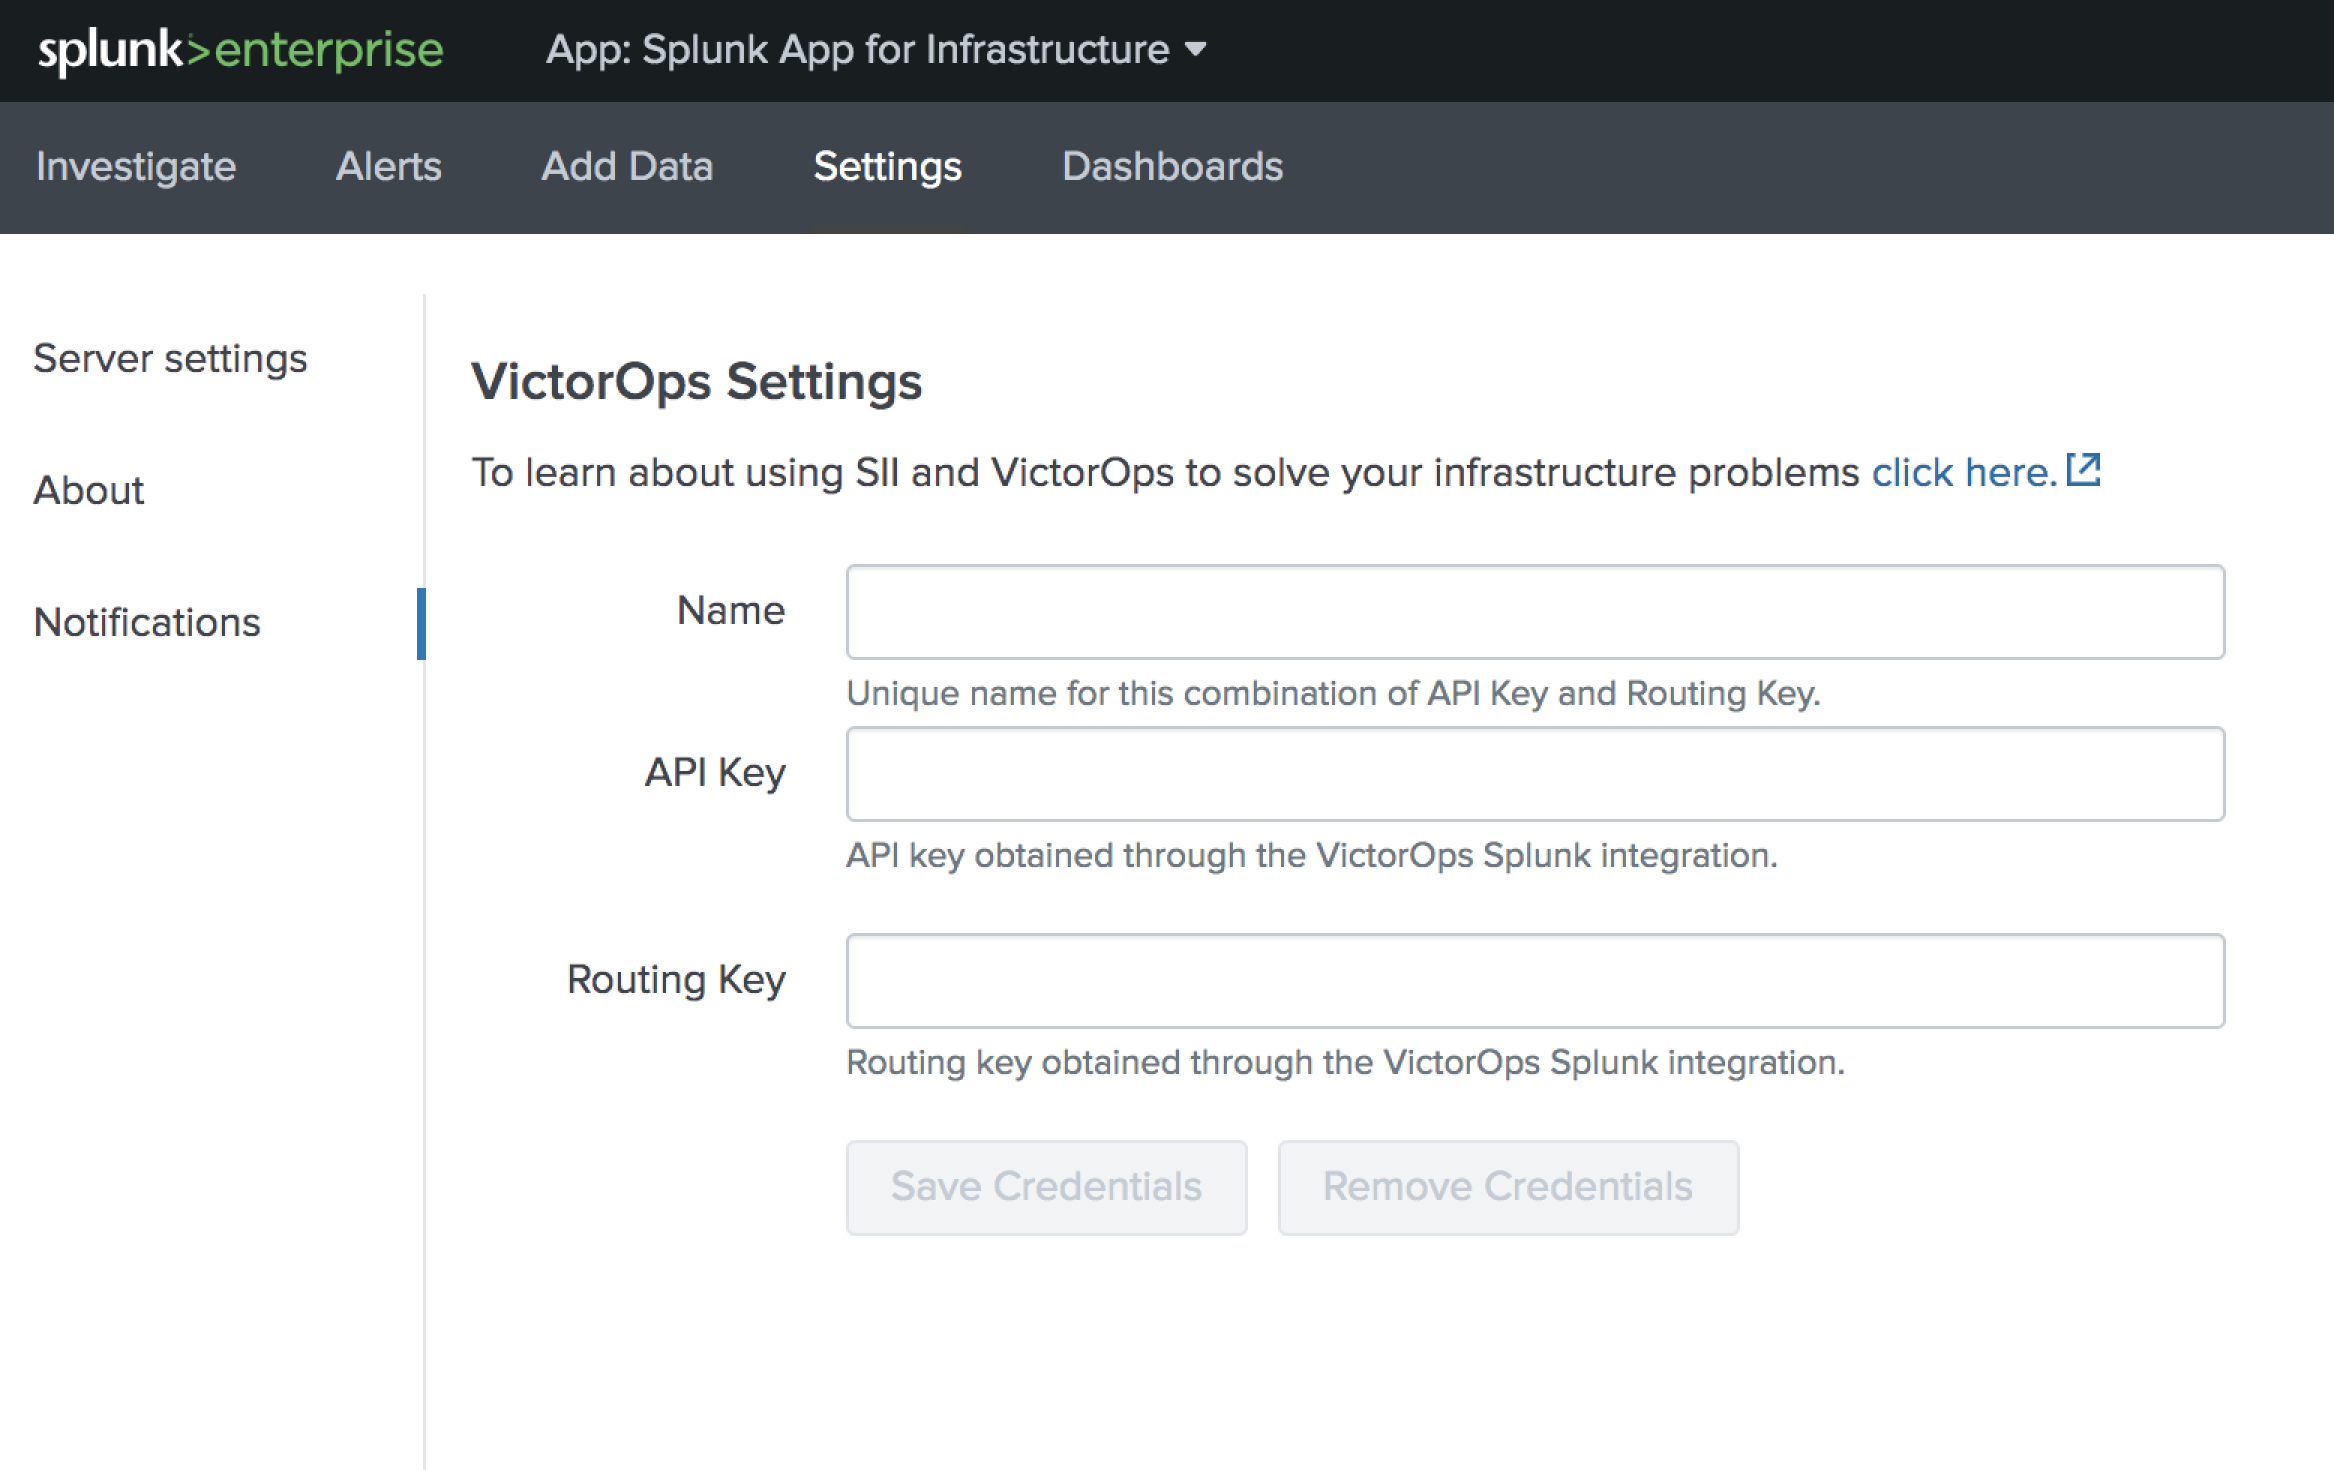 splunk>enterprise App: Splunk App for Infrastructure
Investigate Alerts Add Data Settings Dashboards
Server settings
About
Notifications
VictorOps Settings
To learn about using SII and VictorOps to solve your infrastructure problems click here.
Name
Unique name for this combination of API Key and Routing Key.
API Key
API key obtained through the VictorOps Splunk integration.
Routing Key
Routing key obtained through the VictorOps Splunk integration.
Save Credentials Remove Credentials